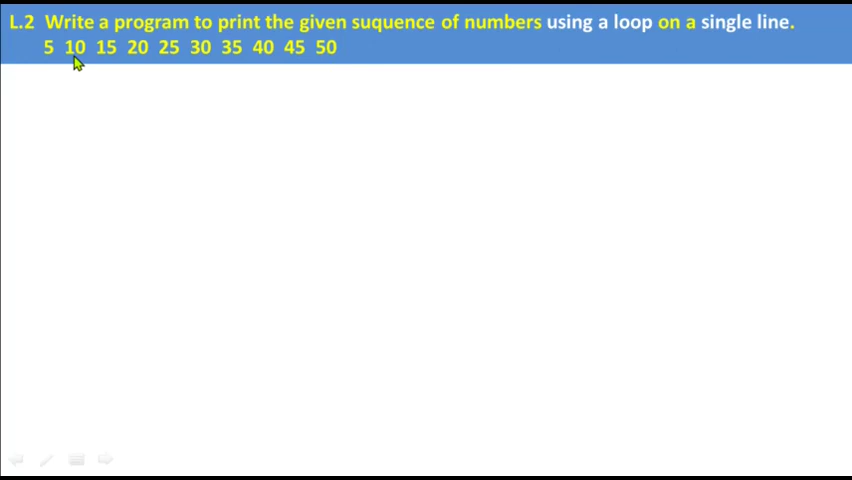 L.2 Write a program to print the given suquence of numbers using a loop on a single line.
5 10 15 20 25 30 35 40 45 50